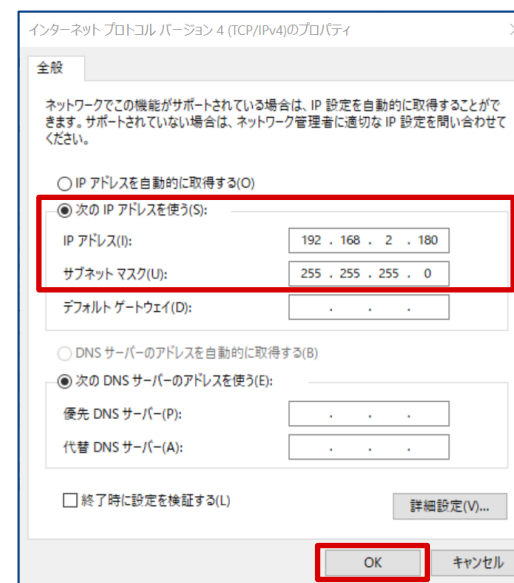 インターネット プロトコル バージョン 4 (TCP/IPv4)のプロパティ
全般
ネットワークでこの機能がサポートされている場合は、IP 設定を自動的に取得することがで
きます。サポートされていない場合は、ネットワーク管理者に適切な IP 設定を問い合わせて
ください。
IP アドレスを自動的に取得する(O)
次の IP アドレスを使う(S):
IP アドレス(I): 192 . 168 . 2 . 180
サブネット マスク(U): 255 . 255 . 255 . 0
デフォルト ゲートウェイ(D): . . .
DNS サーバーのアドレスを自動的に取得する(B)
次の DNS サーバーのアドレスを使う(E):
優先 DNS サーバー(P): . . .
代替 DNS サーバー(A): . . .
終了時に設定を検証する(L)
詳細設定(V)...
OK キャンセル